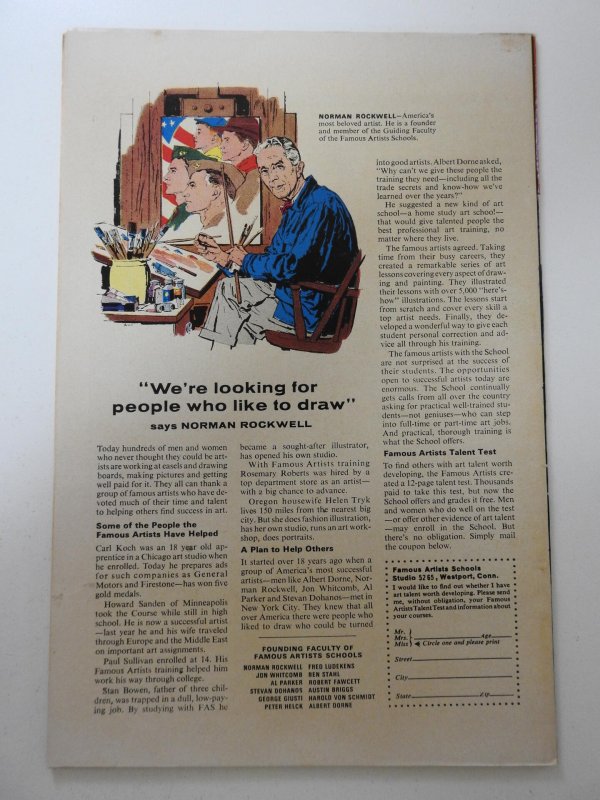 NORMAN ROCKWELL—America's
most beloved artist. He is a founder
and member of the Guiding Faculty
of the Famous Artists Schools.
"We're looking for
people who like to draw"
says NORMAN ROCKWELL
Today hundreds of men and women
who never thought they could be art-
ists are working at easels and drawing
boards, making pictures and getting
well paid for it. They all can thank a
group of famous artists who have de-
voted much of their time and talent
to helping others find success in art.
Some of the People the
Famous Artists Have Helped
Carl Koch was an 18 year old ap-
prentice in a Chicago art studio when
he enrolled. Today he prepares ads
for such companies as General
Motors and Firestone—has won five
gold medals.
Howard Sanden of Minneapolis
took the Course while still in high
school. He is now a successful artist
—last year he and his wife traveled
through Europe and the Middle East
on important art assignments.
Paul Sullivan enrolled at 14. His
Famous Artists training helped him
work his way through college.
Stan Bowen, father of three chil-
dren, was trapped in a dull, low-pay-
ing job. By studying with FAS he
became a sought-after illustrator,
has opened his own studio.
With Famous Artists training
Rosemary Roberts was hired by a
top department store as an artist—
with a big chance to advance.
Oregon housewife Helen Tryk
lives 150 miles from the nearest big
city. But she does fashion illustration,
has her own studio, runs an art work-
shop, does portraits.
A Plan to Help Others
It started over 18 years ago when a
group of America's most successful
artists—men like Albert Dorne, Nor-
man Rockwell, Jon Whitcomb, Al
Parker and Stevan Dohanos—met in
New York City. They knew that all
over America there were people who
liked to draw who could be turned
FOUNDING FACULTY OF
FAMOUS ARTISTS SCHOOLS
NORMAN ROCKWELL FRED LUDEKENS
JON WHITCOMB BEN STAHL
AL PARKER ROBERT FAWCETT
STEVAN DOHANOS AUSTIN BRIGGS
GEORGE GIUSTI HAROLD VON SCHMIDT
PETER HELCK ALBERT DORNE
into good artists. Albert Dorne asked,
"Why can't we give these people the
training they need—including all the
trade secrets and know-how we've
learned over the years?"
He suggested a new kind of art
school—a home study art school—
that would give talented people the
best professional art training, no
matter where they live.
The famous artists agreed. Taking
time from their busy careers, they
created a remarkable series of art
lessons covering every aspect of draw-
ing and painting. They illustrated
their lessons with over 5,000 "here's-
how" illustrations. The lessons start
from scratch and cover every skill a
top artist needs. Finally, they de-
veloped a wonderful way to give each
student personal correction and ad-
vice all through his training.
The famous artists with the School
are not surprised at the success of
their students. The opportunities
open to successful artists today are
enormous. The School continually
gets calls from all over the country
asking for practical well-trained stu-
dents—not geniuses—who can step
into full-time or part-time art jobs.
And practical, thorough training is
what the School offers.
Famous Artists Talent Test
To find others with art talent worth
developing, the Famous Artists cre-
ated a 12-page talent test. Thousands
paid to take this test, but now the
School offers and grades it free. Men
and women who do well on the test
—or offer other evidence of art talent
—may enroll in the School. But
there's no obligation. Simply mail
the coupon below.
Famous Artists Schools
Studio 5265, Westport, Conn.
I would like to find out whether I have
art talent worth developing. Please send
me, without obligation, your Famous
Artists Talent Test and information about
your courses.
Mr.
Mrs. Age
Miss Circle one and please print
Street
City
State Zip